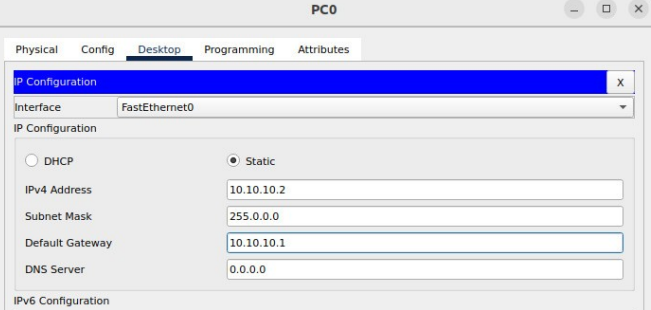 PC0
Physical Config Desktop Programming Attributes
IP Configuration X
Interface FastEthernet0
IP Configuration
DHCP Static
IPv4 Address 10.10.10.2
Subnet Mask 255.0.0.0
Default Gateway 10.10.10.1
DNS Server 0.0.0.0
IPv6 Configuration